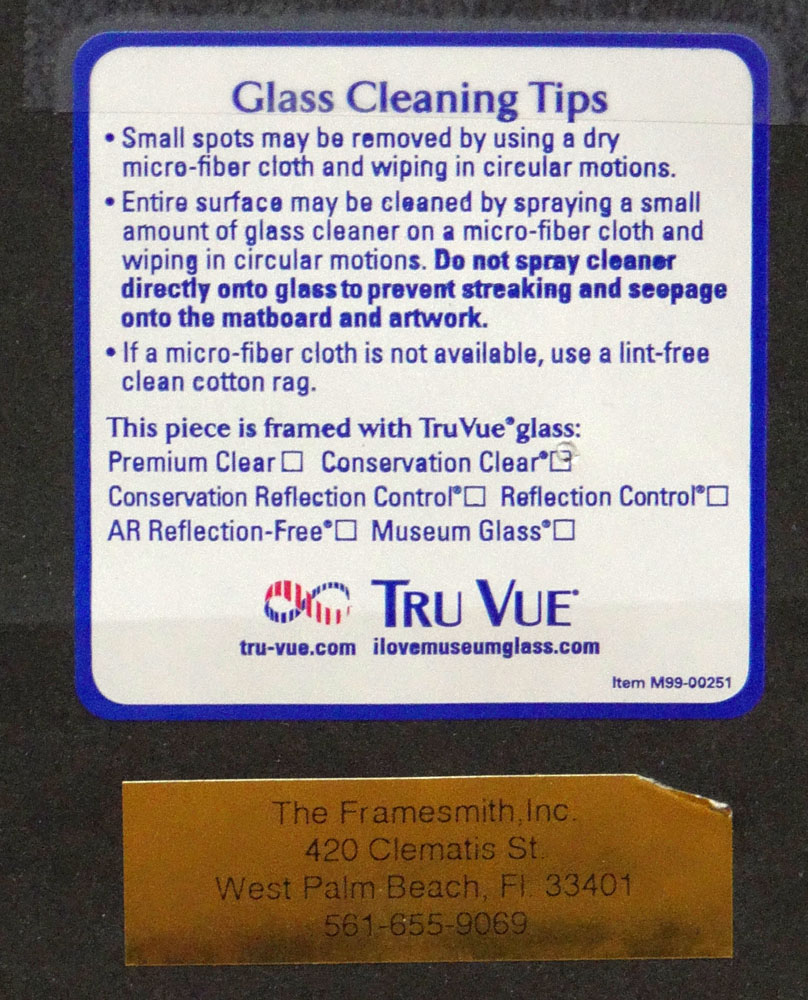 Glass Cleaning Tips
• Small spots may be removed by using a dry
micro-fiber cloth and wiping in circular motions.
• Entire surface may be cleaned by spraying a small
amount of glass cleaner on a micro-fiber cloth and
wiping in circular motions. Do not spray cleaner
directly onto glass to prevent streaking and seepage
onto the matboard and artwork.
• If a micro-fiber cloth is not available, use a lint-free
clean cotton rag.
This piece is framed with Tru Vue® glass:
Premium Clear☐ Conservation Clear®☐
Conservation Reflection Control®☐ Reflection Control®☐
AR Reflection-Free®☐ Museum Glass®☐
TRU VUE®
tru-vue.com ilovemuseumglass.com
Item M99-00251
The Framesmith, Inc.
420 Clematis St.
West Palm Beach, Fl. 33401
561-655-9069